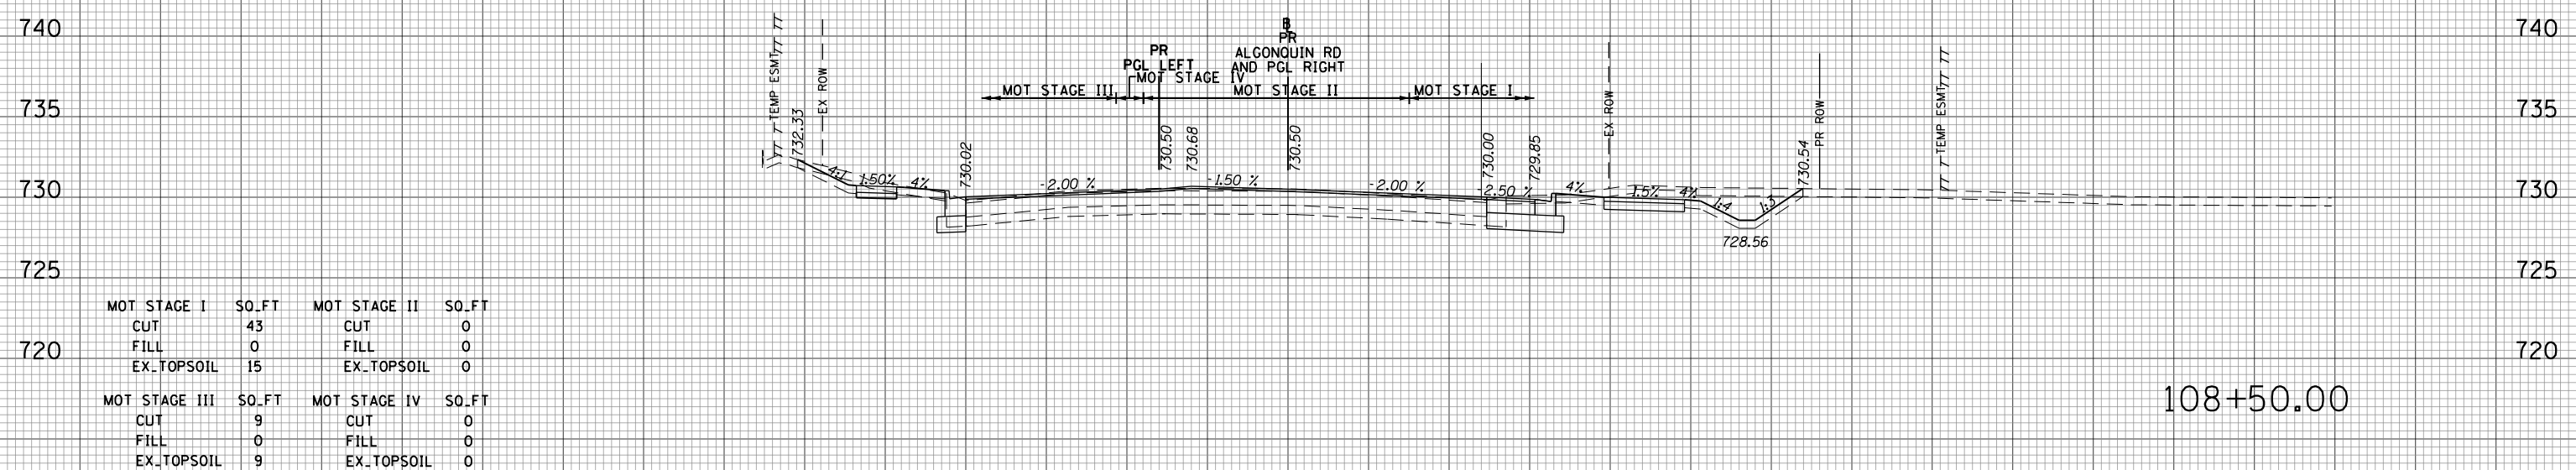 740 740
735 735
730 730
725 725
720 720
TEMP ESMT
732.33
EX ROW
730.02
MOT STAGE III
PR
PGL LEFT
MOT STAGE IV
PR
ALGONQUIN RD
AND PGL RIGHT
MOT STAGE II
MOT STAGE I
730.50
730.68
730.50
730.00
729.85
EX ROW
730.54
PR ROW
TEMP ESMT
4:1
1.50%
4%
-2.00 %
-1.50 %
-2.00 %
-2.50 %
4%
1.5%
4%
1:4
1:3
728.56
MOT STAGE I SQ_FT MOT STAGE II SQ_FT
CUT 43 CUT 0
FILL 0 FILL 0
EX_TOPSOIL 15 EX_TOPSOIL 0
MOT STAGE III SQ_FT MOT STAGE IV SQ_FT
CUT 9 CUT 0
FILL 0 FILL 0
EX_TOPSOIL 9 EX_TOPSOIL 0
108+50.00